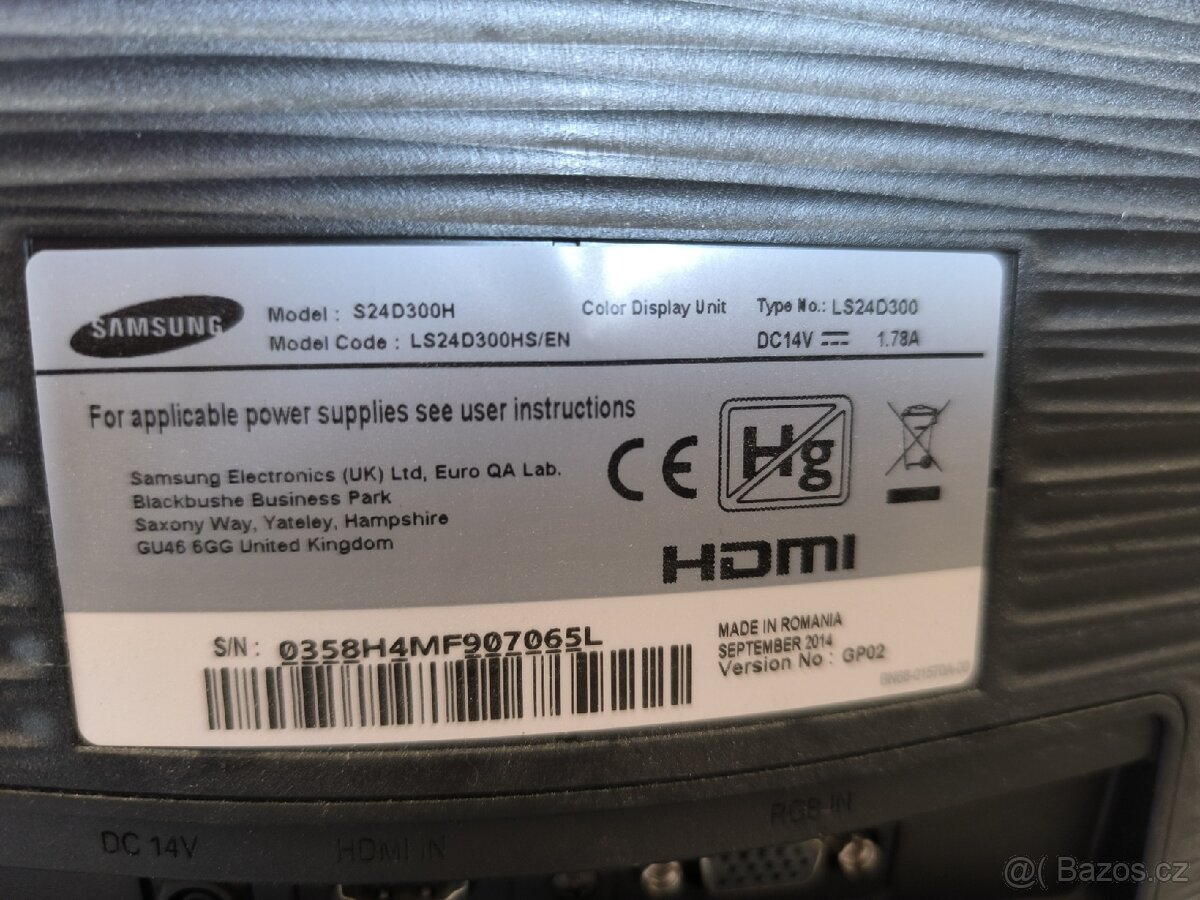 SAMSUNG
Model : S24D300H
Color Display Unit
Type No.: LS24D300
Model Code : LS24D300HS/EN
DC14V 1.78A
For applicable power supplies see user instructions
Samsung Electronics (UK) Ltd, Euro QA Lab.
Blackbushe Business Park
Saxony Way, Yateley, Hampshire
GU46 6GG United Kingdom
CE
Hg
HDMI
S/N : 0358H4MF907065L
MADE IN ROMANIA
SEPTEMBER 2014
Version No : GP02
DC 14V
HDMI IN
RGB IN
@( Bazos.cz